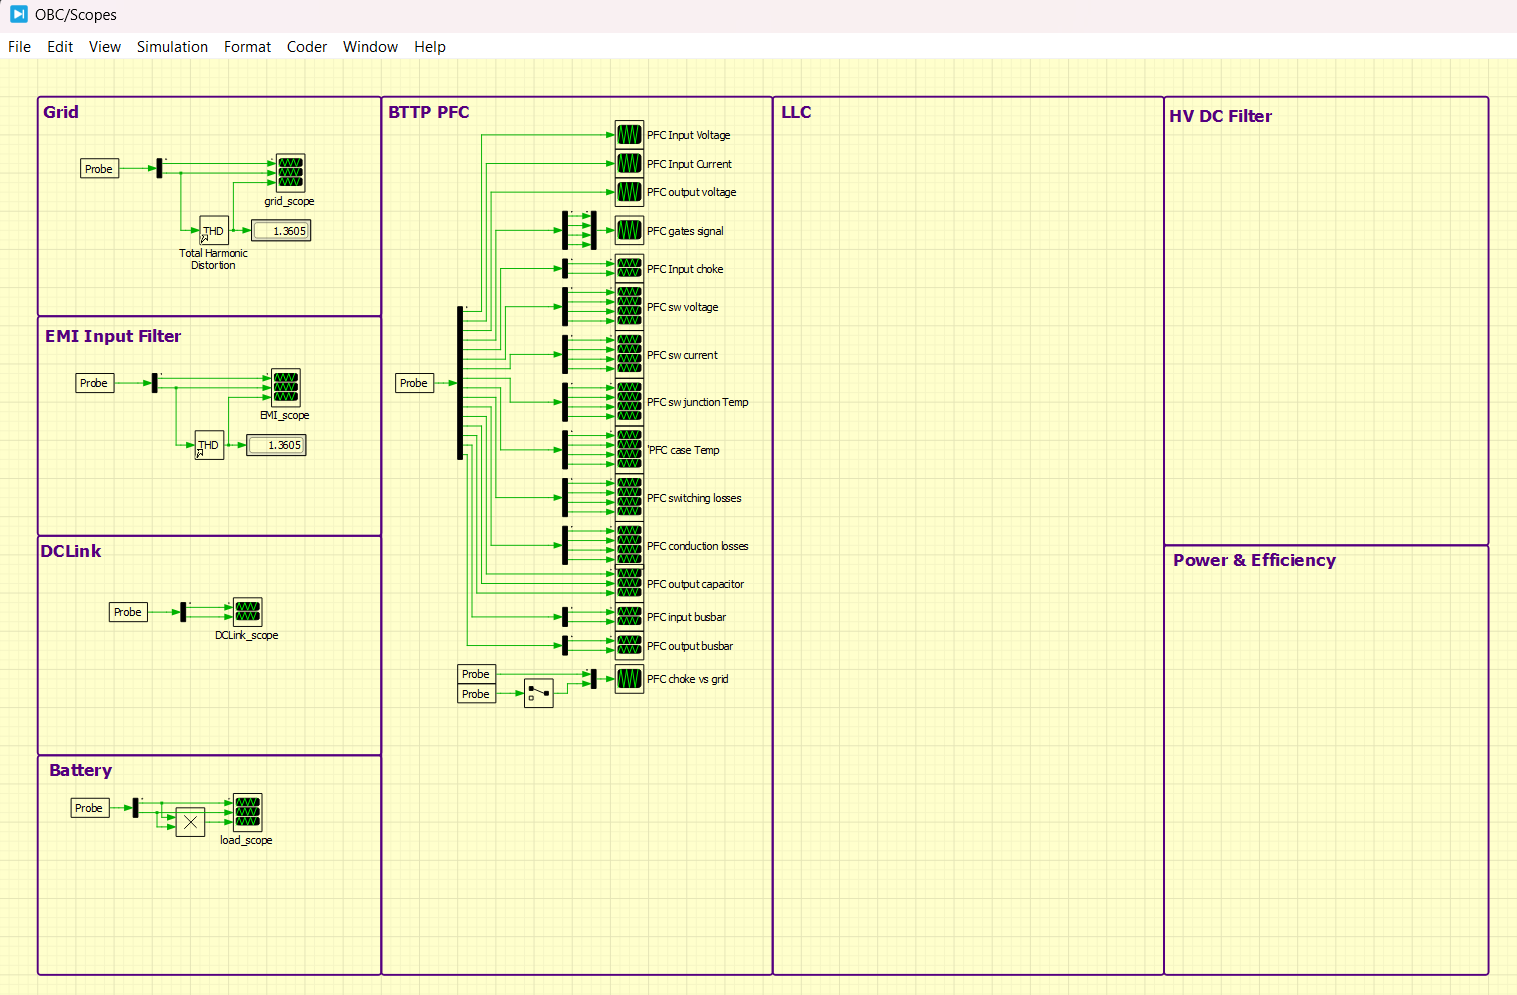 OBC/Scopes
File Edit View Simulation Format Coder Window Help
Grid
Probe
grid_scope
THD
1.3605
Total Harmonic
Distortion
EMI Input Filter
Probe
EMI_scope
THD
1.3605
DCLink
Probe
DCLink_scope
Battery
Probe
load_scope
BTTP PFC
Probe
PFC Input Voltage
PFC Input Current
PFC output voltage
PFC gates signal
PFC Input choke
PFC sw voltage
PFC sw current
PFC sw junction Temp
'PFC case Temp
PFC switching losses
PFC conduction losses
PFC output capacitor
PFC input busbar
PFC output busbar
Probe
Probe
PFC choke vs grid
LLC
HV DC Filter
Power & Efficiency